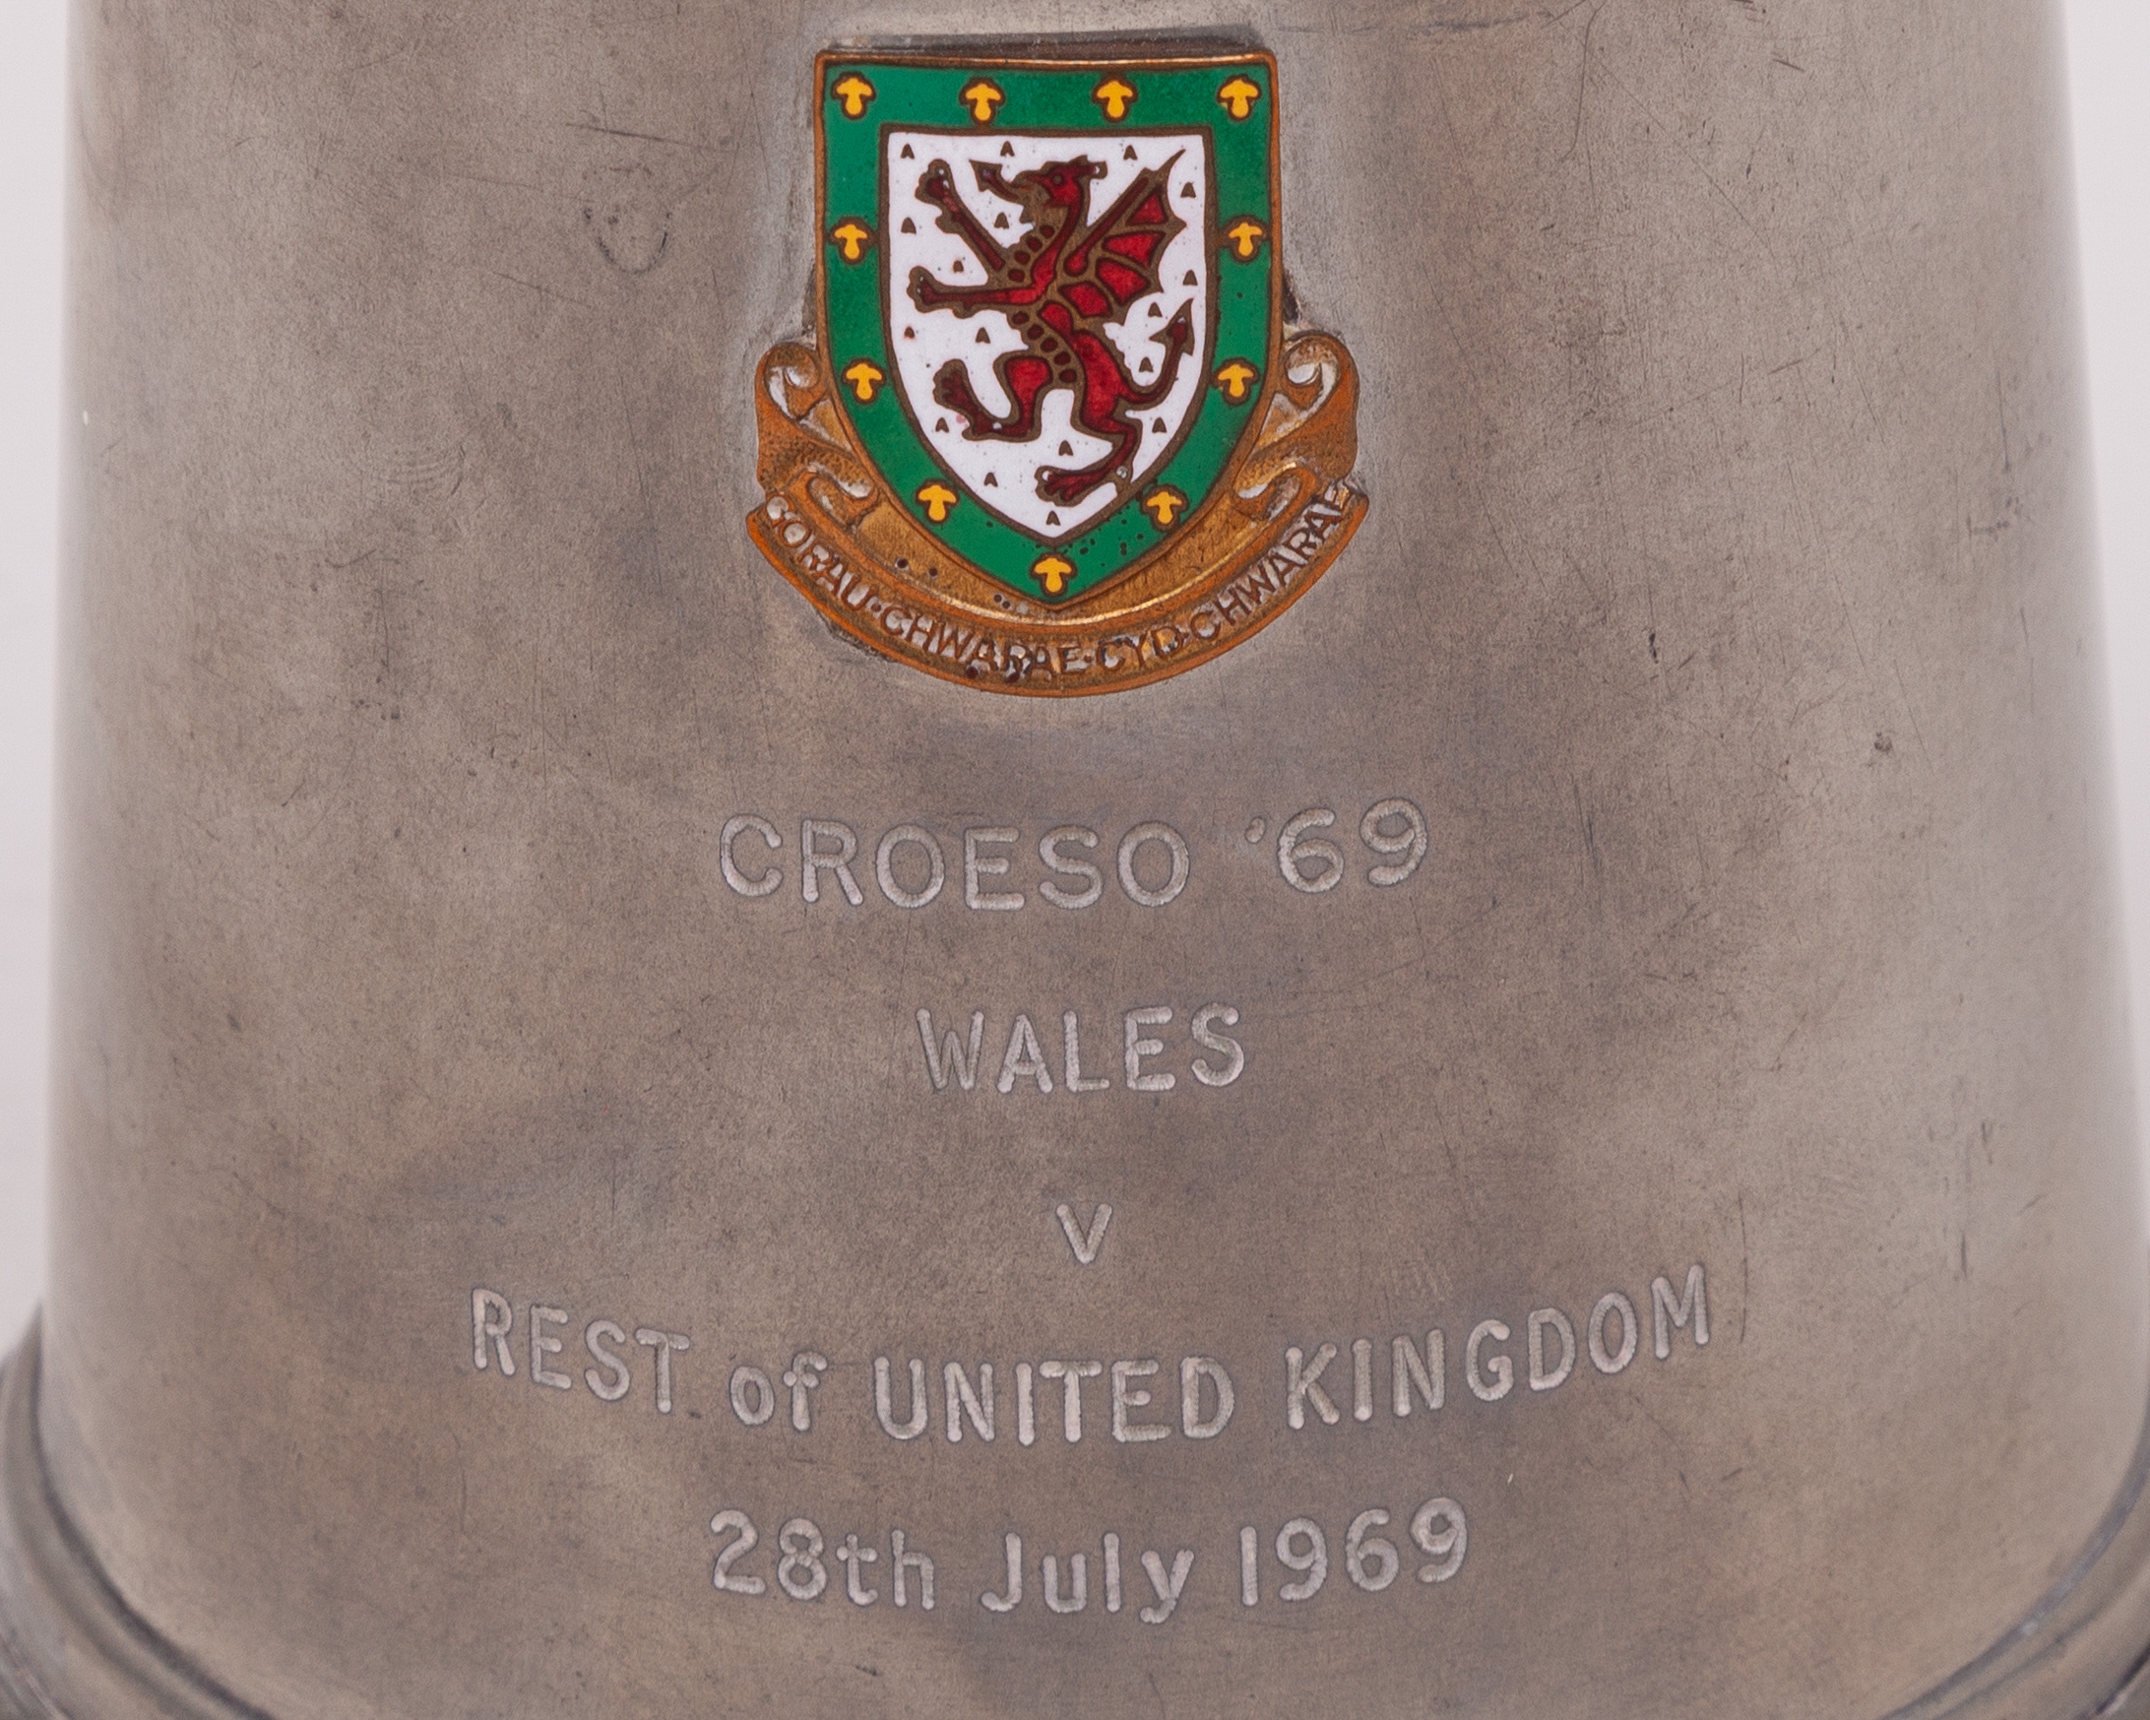 GORAU·CHWARAE·CYD·CHWARAE
CROESO '69
WALES
v
REST of UNITED KINGDOM
28th July 1969